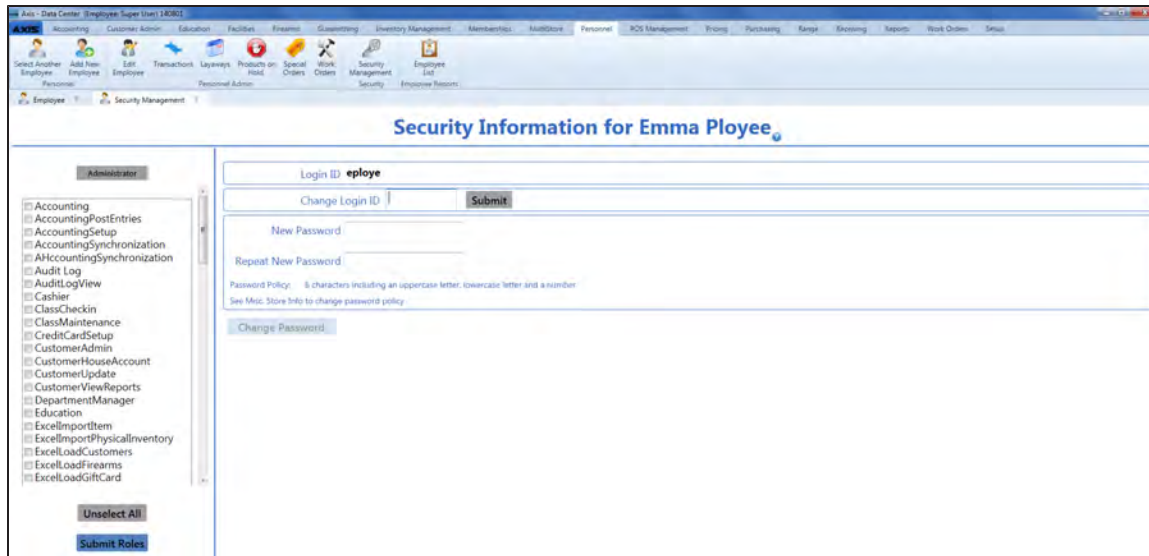 Axis - Data Center (Employee: Super User) 140801
AXIS Accounting Customer Admin Education Facilities Firearms Gunsmithing Inventory Management Memberships MultiStore Personnel POS Management Pricing Purchasing Range Receiving Reports Work Orders Setup
Select Another Employee Add New Employee Edit Employee Transactions Layaways Products on Hold Special Orders Work Orders Security Management Employee List
Personnel Personnel Admin Security Employee Reports
Employee Security Management
Security Information for Emma Ployee
Administrator
Login ID eploye
Change Login ID Submit
New Password
Repeat New Password
Password Policy: 6 characters including an uppercase letter, lowercase letter and a number
See Misc. Store Info to change password policy
Change Password
Accounting
AccountingPostEntries
AccountingSetup
AccountingSynchronization
AHccountingSynchronization
Audit Log
AuditLogView
Cashier
ClassCheckin
ClassMaintenance
CreditCardSetup
CustomerAdmin
CustomerHouseAccount
CustomerUpdate
CustomerViewReports
DepartmentManager
Education
ExcelImportItem
ExcelImportPhysicalInventory
ExcelLoadCustomers
ExcelLoadFirearms
ExcelLoadGiftCard
Unselect All
Submit Roles